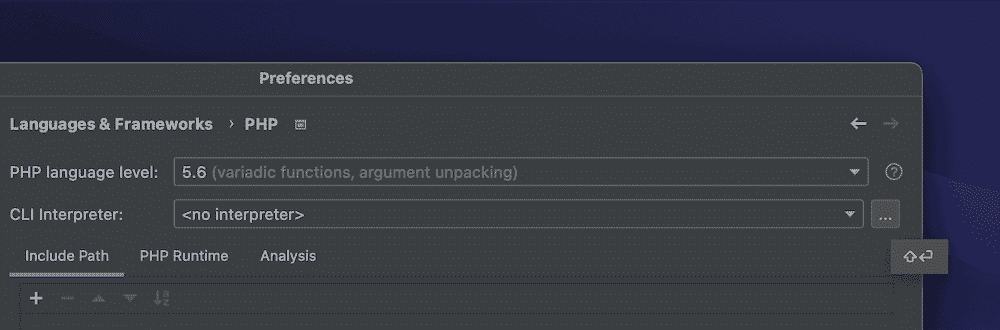 Preferences
Languages & Frameworks › PHP
PHP language level: 5.6 (variadic functions, argument unpacking) ?
CLI Interpreter: <no interpreter> ...
Include Path PHP Runtime Analysis
⇧⏎
+ − az